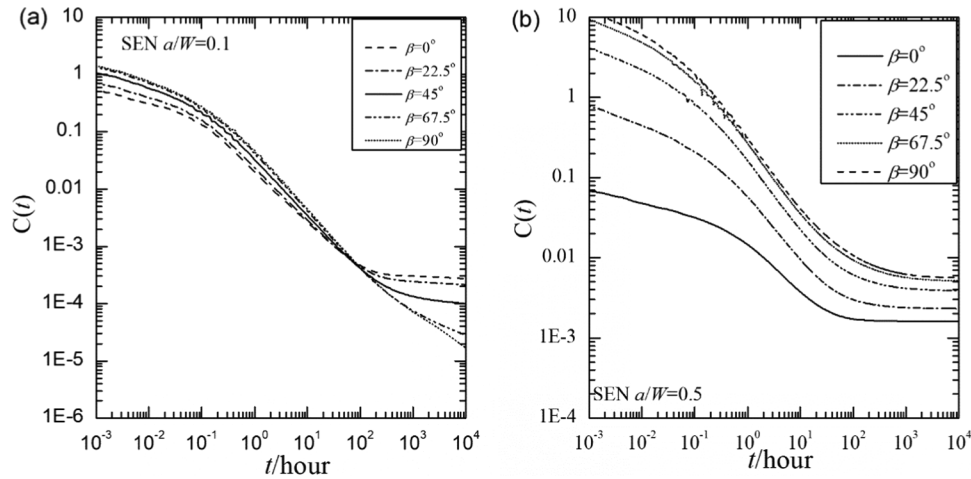 (a)
SEN a/W=0.1
β=0°
β=22.5°
β=45°
β=67.5°
β=90°
10
1
0.1
0.01
1E-3
1E-4
1E-5
1E-6
C(t)
10⁻³ 10⁻² 10⁻¹ 10⁰ 10¹ 10² 10³ 10⁴
t/hour
(b)
β=0°
β=22.5°
β=45°
β=67.5°
β=90°
10
1
0.1
0.01
1E-3
1E-4
C(t)
SEN a/W=0.5
10⁻³ 10⁻² 10⁻¹ 10⁰ 10¹ 10² 10³ 10⁴
t/hour